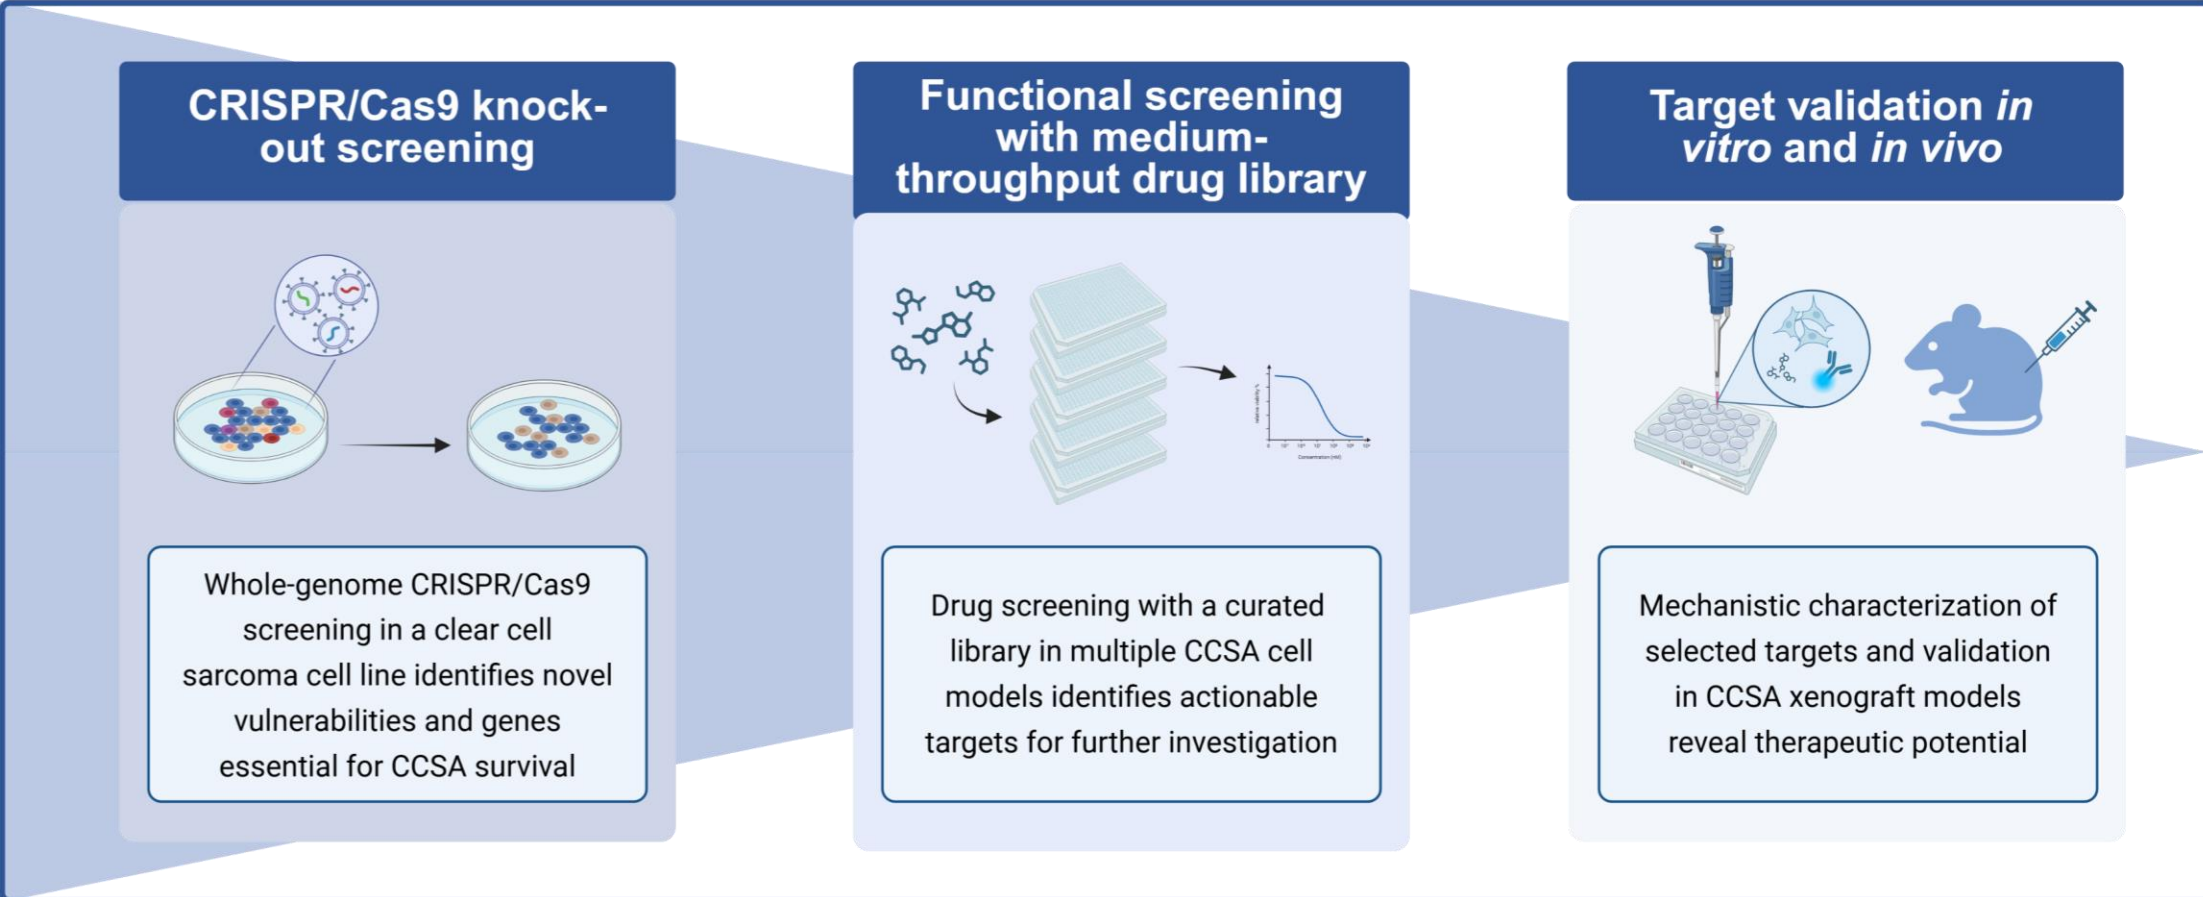 CRISPR/Cas9 knock-
out screening
Whole-genome CRISPR/Cas9
screening in a clear cell
sarcoma cell line identifies novel
vulnerabilities and genes
essential for CCSA survival
Functional screening
with medium-
throughput drug library
Concentration (nM)
Drug screening with a curated
library in multiple CCSA cell
models identifies actionable
targets for further investigation
Target validation in
vitro and in vivo
Mechanistic characterization of
selected targets and validation
in CCSA xenograft models
reveal therapeutic potential